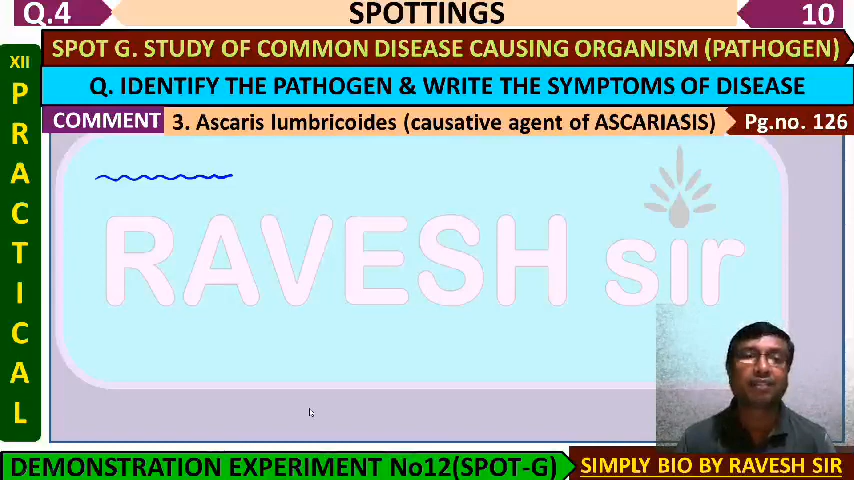 Q.4
SPOTTINGS
10
SPOT G. STUDY OF COMMON DISEASE CAUSING ORGANISM (PATHOGEN)
XII
PRACTICAL
Q. IDENTIFY THE PATHOGEN & WRITE THE SYMPTOMS OF DISEASE
COMMENT
3. Ascaris lumbricoides (causative agent of ASCARIASIS)
Pg.no. 126
RAVESH sir
DEMONSTRATION EXPERIMENT No12(SPOT-G)
SIMPLY BIO BY RAVESH SIR